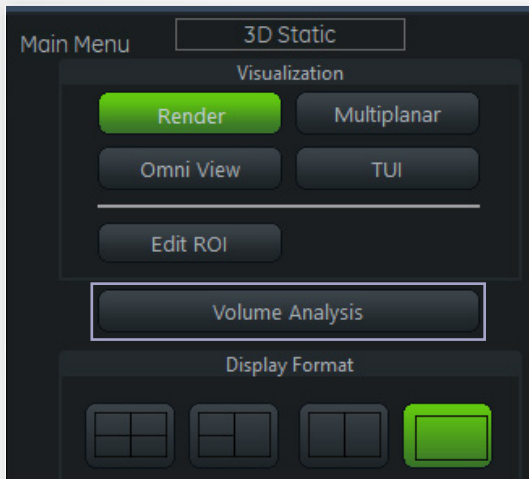 Main Menu
3D Static
Visualization
Render
Multiplanar
Omni View
TUI
Edit ROI
Volume Analysis
Display Format